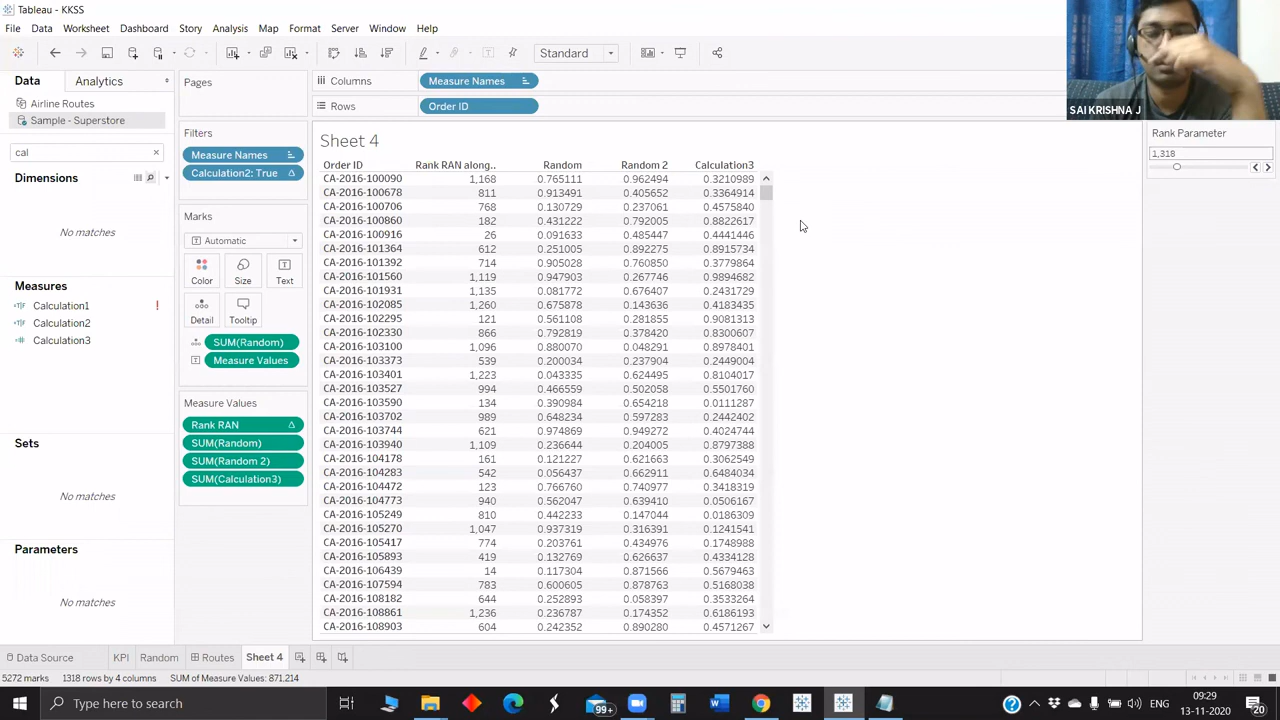 Tableau - KKSS
File Data Worksheet Dashboard Story Analysis Map Format Server Window Help
Standard
Data Analytics
Airline Routes
Sample - Superstore
cal
Dimensions
No matches
Measures
Calculation1 !
Calculation2
Calculation3
Sets
No matches
Parameters
No matches
Pages
Filters
Measure Names
Calculation2: True
Marks
Automatic
Color Size Text
Detail Tooltip
SUM(Random)
Measure Values
Measure Values
Rank RAN
SUM(Random)
SUM(Random 2)
SUM(Calculation3)
Columns Measure Names
Rows Order ID
Sheet 4
Order ID Rank RAN along.. Random Random 2 Calculation3
CA-2016-100090 1,168 0.765111 0.962494 0.3210989
CA-2016-100678 811 0.913491 0.405652 0.3364914
CA-2016-100706 768 0.130729 0.237061 0.4575840
CA-2016-100860 182 0.431222 0.792005 0.8822617
CA-2016-100916 26 0.091633 0.485447 0.4441446
CA-2016-101364 612 0.251005 0.892275 0.8915734
CA-2016-101392 714 0.905028 0.760850 0.3779864
CA-2016-101560 1,119 0.947903 0.267746 0.9894682
CA-2016-101931 1,135 0.081772 0.676407 0.2431729
CA-2016-102085 1,260 0.675878 0.143636 0.4183435
CA-2016-102295 121 0.561108 0.281855 0.9081313
CA-2016-102330 866 0.792819 0.378420 0.8300607
CA-2016-103100 1,096 0.880070 0.048291 0.8978401
CA-2016-103373 539 0.200034 0.237904 0.2449004
CA-2016-103401 1,223 0.043335 0.624495 0.8104017
CA-2016-103527 994 0.466559 0.502058 0.5501760
CA-2016-103590 134 0.390984 0.654218 0.0111287
CA-2016-103702 989 0.648234 0.597283 0.2442402
CA-2016-103744 621 0.974869 0.949272 0.4024744
CA-2016-103940 1,109 0.236644 0.204005 0.8797388
CA-2016-104178 161 0.121227 0.621663 0.3062549
CA-2016-104283 542 0.056437 0.662911 0.6484034
CA-2016-104472 123 0.766760 0.740977 0.3418319
CA-2016-104773 940 0.562047 0.639410 0.0506167
CA-2016-105249 810 0.442233 0.147044 0.0186309
CA-2016-105270 1,047 0.937319 0.316391 0.1241541
CA-2016-105417 774 0.203761 0.434976 0.1748988
CA-2016-105893 419 0.132769 0.626637 0.4334128
CA-2016-106439 14 0.117304 0.871566 0.5679463
CA-2016-107594 783 0.600605 0.878763 0.5168038
CA-2016-108182 644 0.252893 0.058397 0.3533264
CA-2016-108861 1,236 0.236787 0.174352 0.6186193
CA-2016-108903 604 0.242352 0.890280 0.4571267
SAI KRISHNA J
Rank Parameter
1,318
Data Source KPI Random Routes Sheet 4
5272 marks 1318 rows by 4 columns SUM of Measure Values: 871.214
Type here to search
99+
ENG
09:29
13-11-2020
20